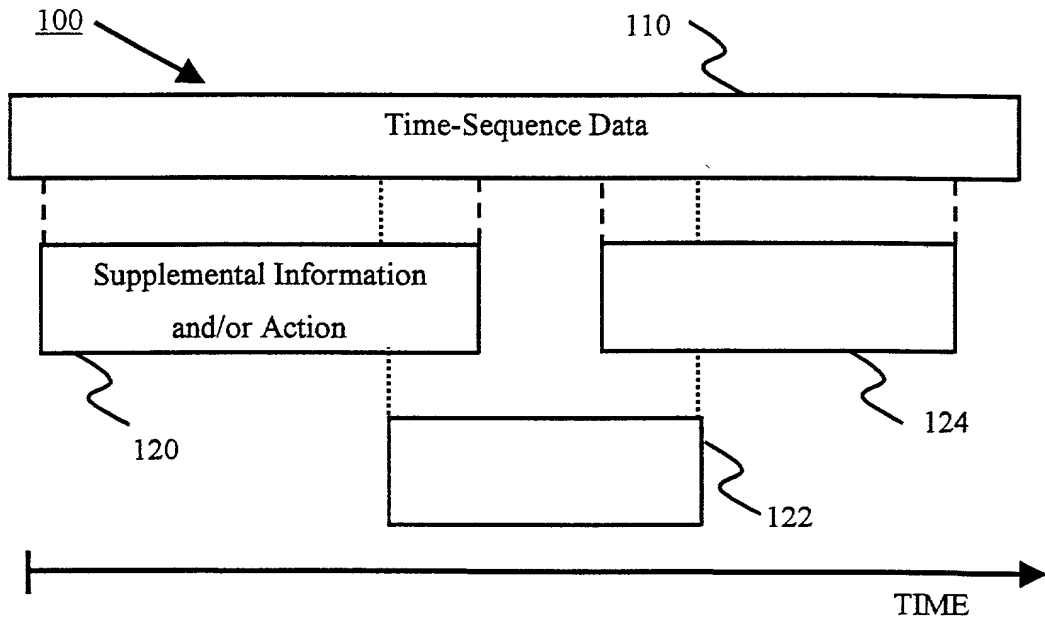 100
110
Time-Sequence Data
Supplemental Information
and/or Action
120
124
122
TIME